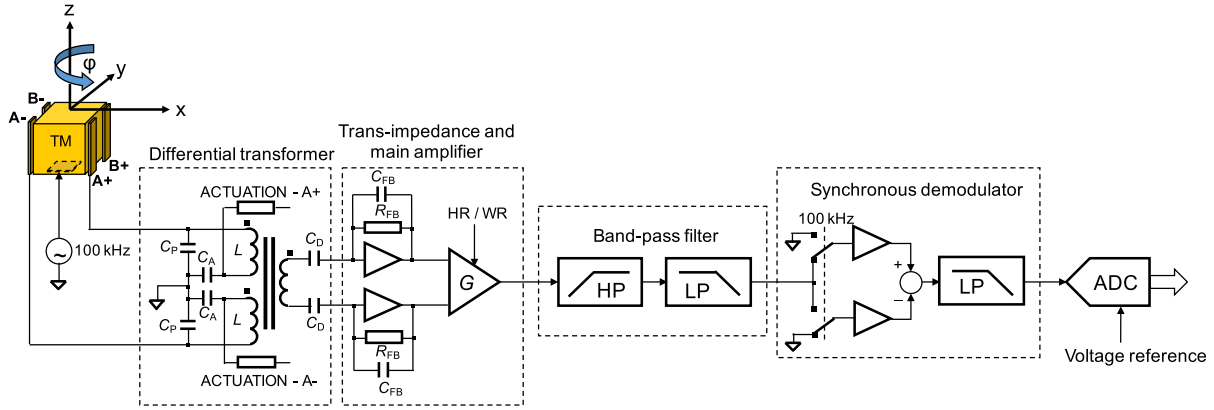 z
φ
y
x
B-
A-
TM
B+
A+
100 kHz
~
Differential transformer
ACTUATION - A+
C_P
L
C_A
C_D
C_A
C_P
L
C_D
ACTUATION - A-
Trans-impedance and
main amplifier
C_FB
R_FB
HR / WR
G
R_FB
C_FB
Band-pass filter
HP
LP
Synchronous demodulator
100 kHz
+
−
LP
ADC
Voltage reference